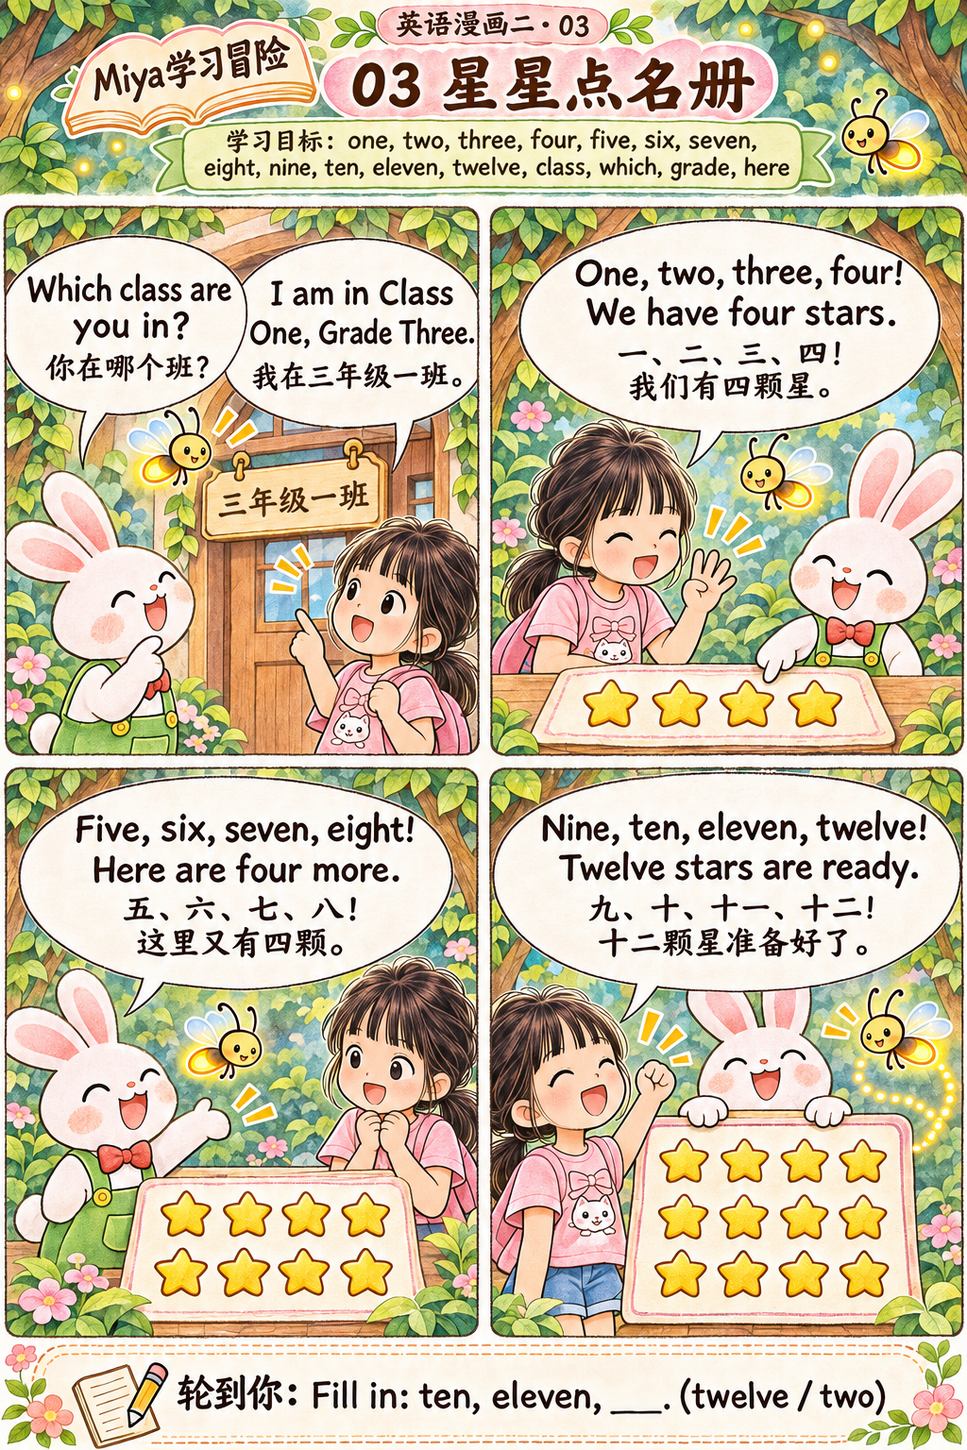 英语漫画二·03
Miya学习冒险
03 星星点名册
学习目标：one, two, three, four, five, six, seven,
eight, nine, ten, eleven, twelve, class, which, grade, here
Which class are
you in?
你在哪个班？
I am in Class
One, Grade Three.
我在三年级一班。
三年级一班
One, two, three, four!
We have four stars.
一、二、三、四！
我们有四颗星。
Five, six, seven, eight!
Here are four more.
五、六、七、八！
这里又有四颗。
Nine, ten, eleven, twelve!
Twelve stars are ready.
九、十、十一、十二！
十二颗星准备好了。
轮到你：Fill in: ten, eleven, ___. (twelve / two)